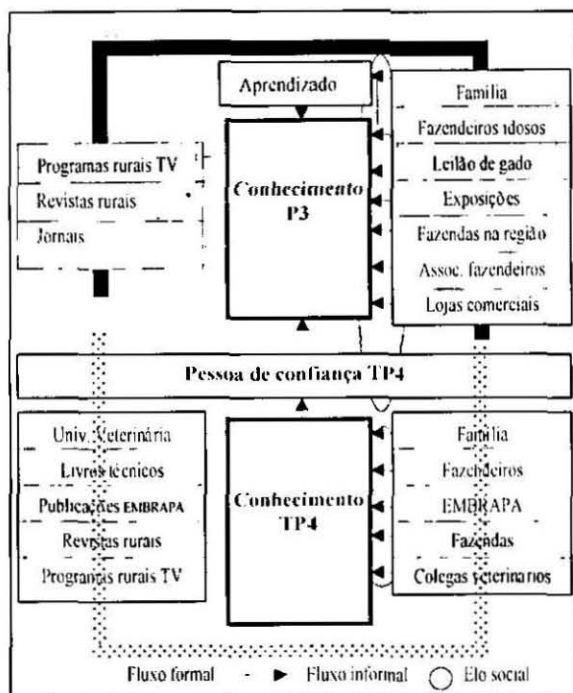 Aprendizado
Família
Fazendeiros idosos
Leilão de gado
Exposições
Fazendas na região
Assoc. fazendeiros
Lojas comerciais
Programas rurais TV
Revistas rurais
Jornais
Conhecimento
P3
Pessoa de confiança TP4
Univ. Veterinária
Livros técnicos
Publicações EMBRAPA
Revistas rurais
Programas rurais TV
Conhecimento
TP4
Família
Fazendeiros
EMBRAPA
Fazendas
Colegas veterinários
Fluxo formal
Fluxo informal
Elo social